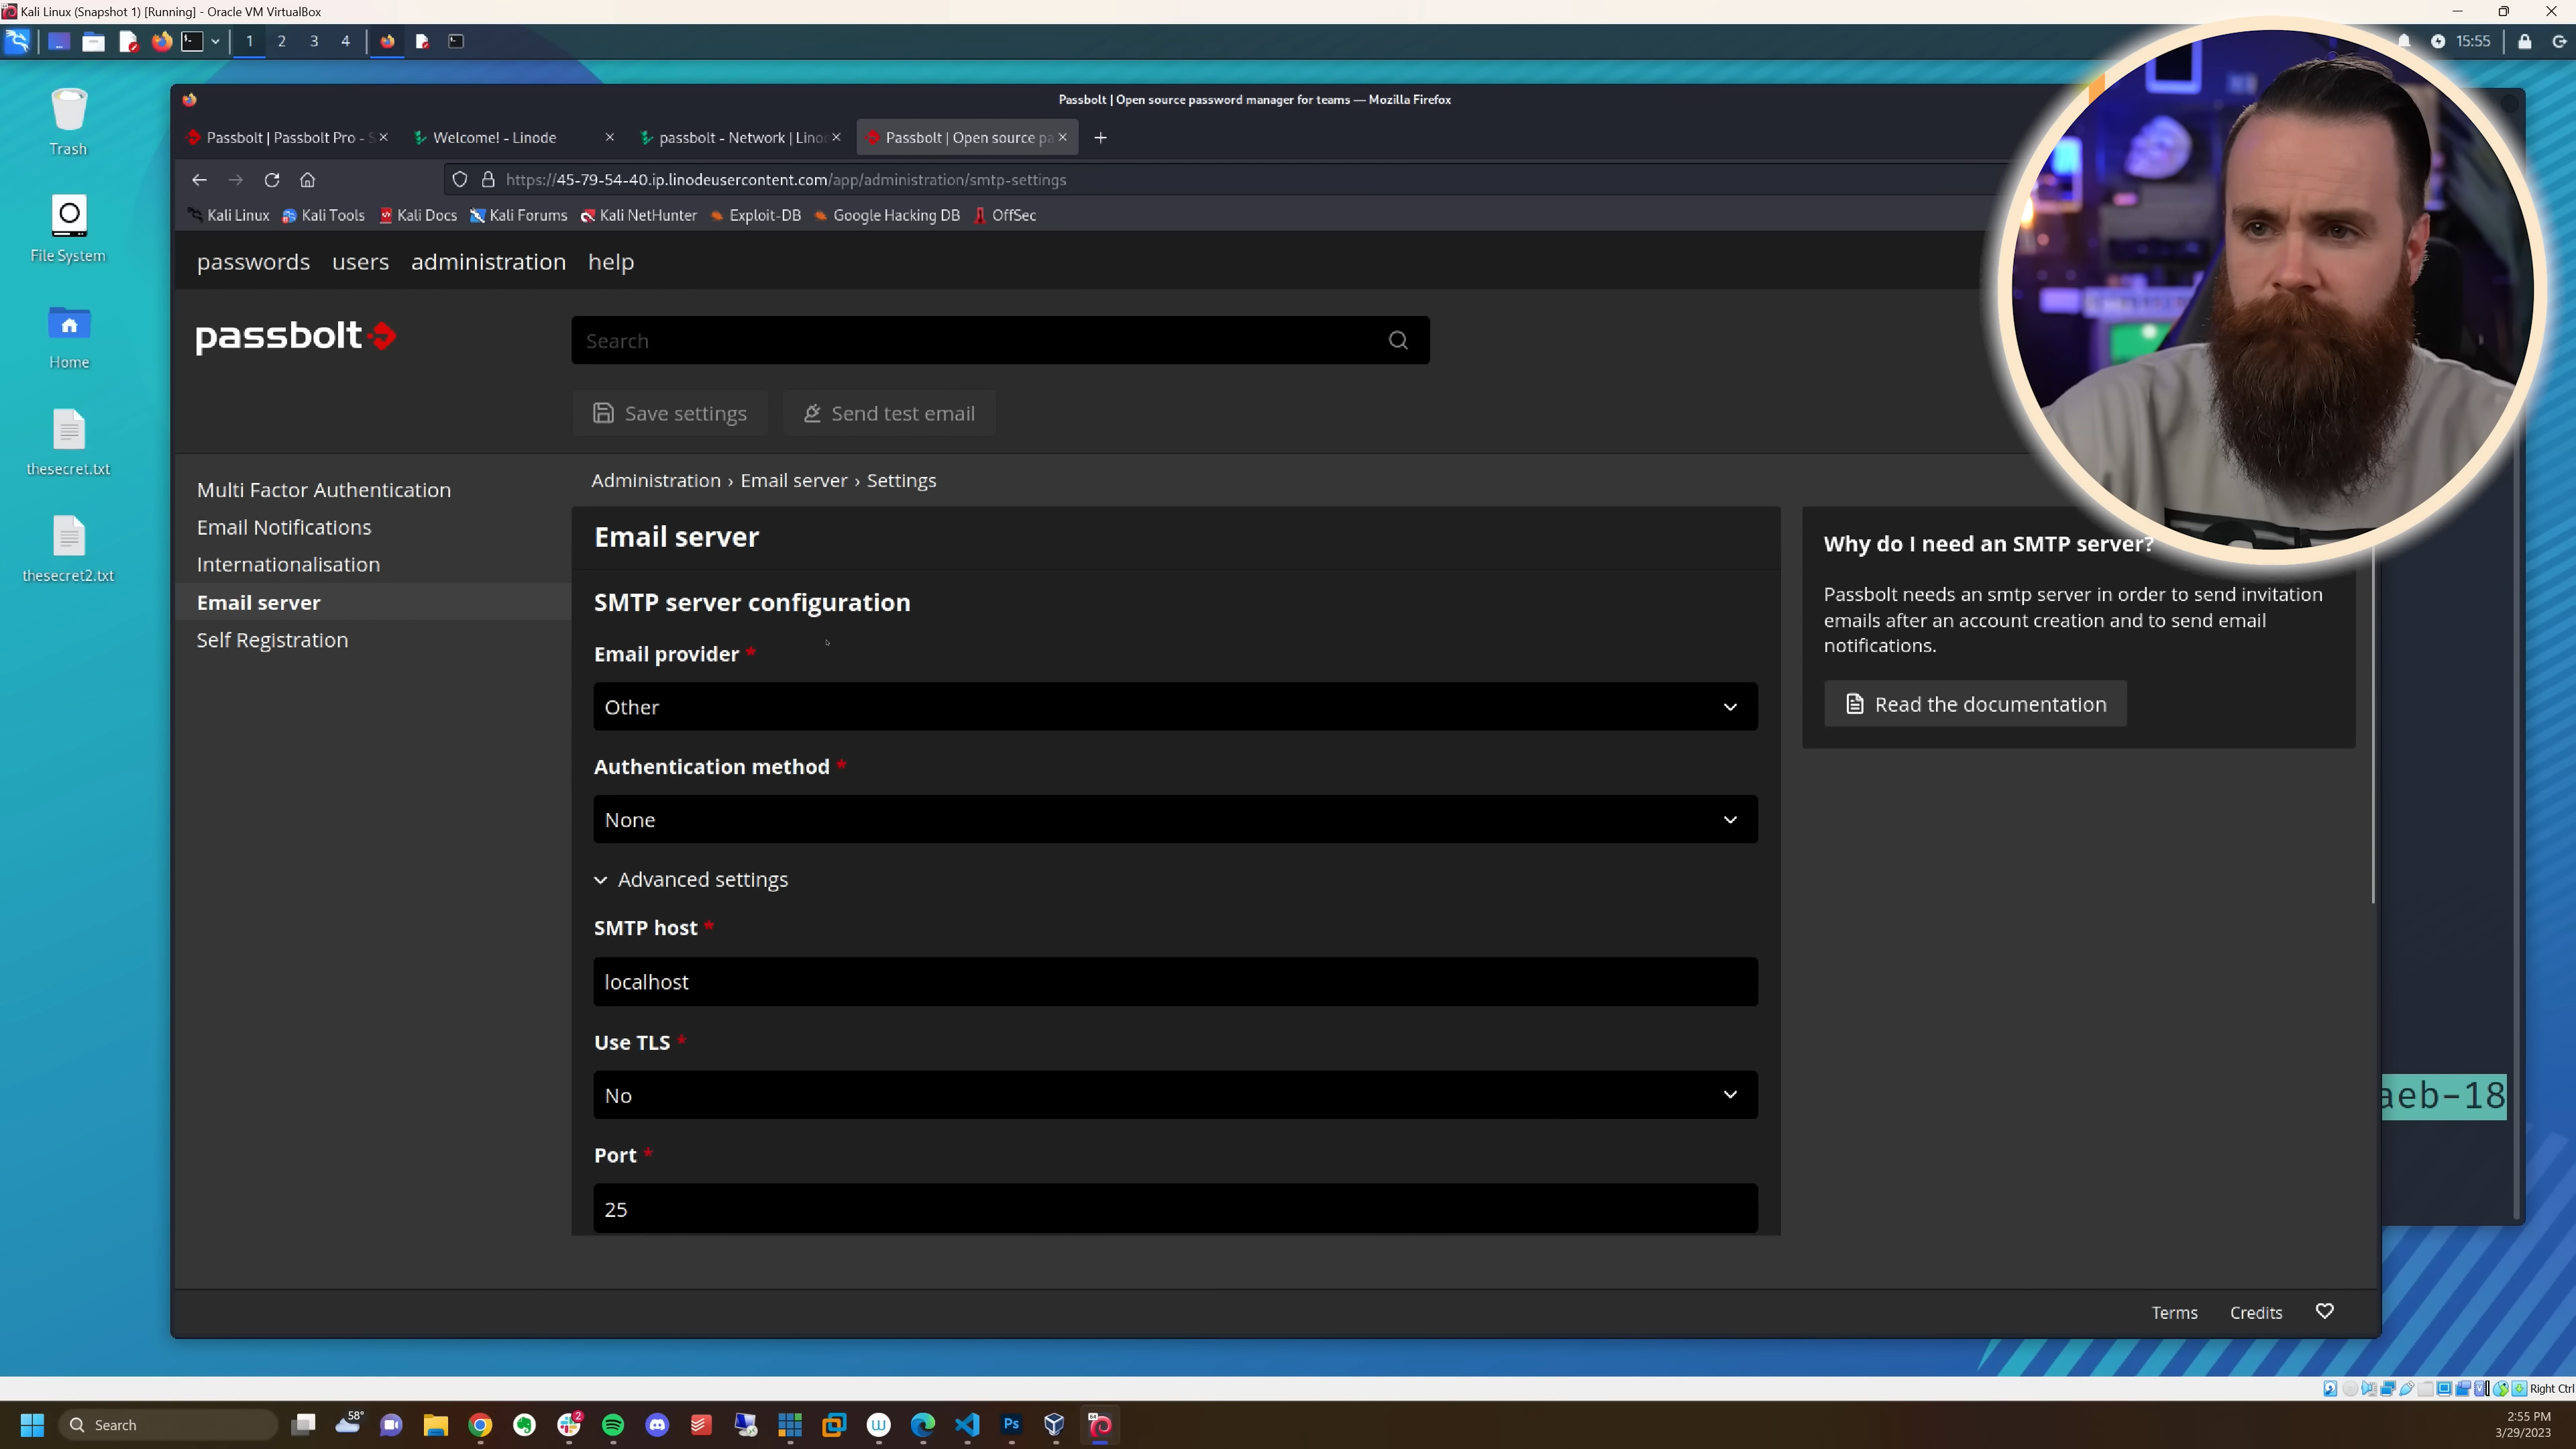 Kali Linux (Snapshot 1) [Running] - Oracle VM VirtualBox
1 2 3 4
15:55
Trash
File System
Home
thesecret.txt
thesecret2.txt
Passbolt | Open source password manager for teams — Mozilla Firefox
Passbolt | Passbolt Pro - S
Welcome! - Linode
passbolt - Network | Lino
Passbolt | Open source pa
https://45-79-54-40.ip.linodeusercontent.com/app/administration/smtp-settings
Kali Linux Kali Tools Kali Docs Kali Forums Kali NetHunter Exploit-DB Google Hacking DB OffSec
passwords users administration help
passbolt
Search
Save settings
Send test email
Multi Factor Authentication
Email Notifications
Internationalisation
Email server
Self Registration
Administration › Email server › Settings
Email server
SMTP server configuration
Email provider *
Other
Authentication method *
None
Advanced settings
SMTP host *
localhost
Use TLS *
No
Port *
25
Why do I need an SMTP server?
Passbolt needs an smtp server in order to send invitation
emails after an account creation and to send email
notifications.
Read the documentation
aeb-18
Terms Credits
Right Ctrl
Search
58°
2
Ps
2:55 PM
3/29/2023